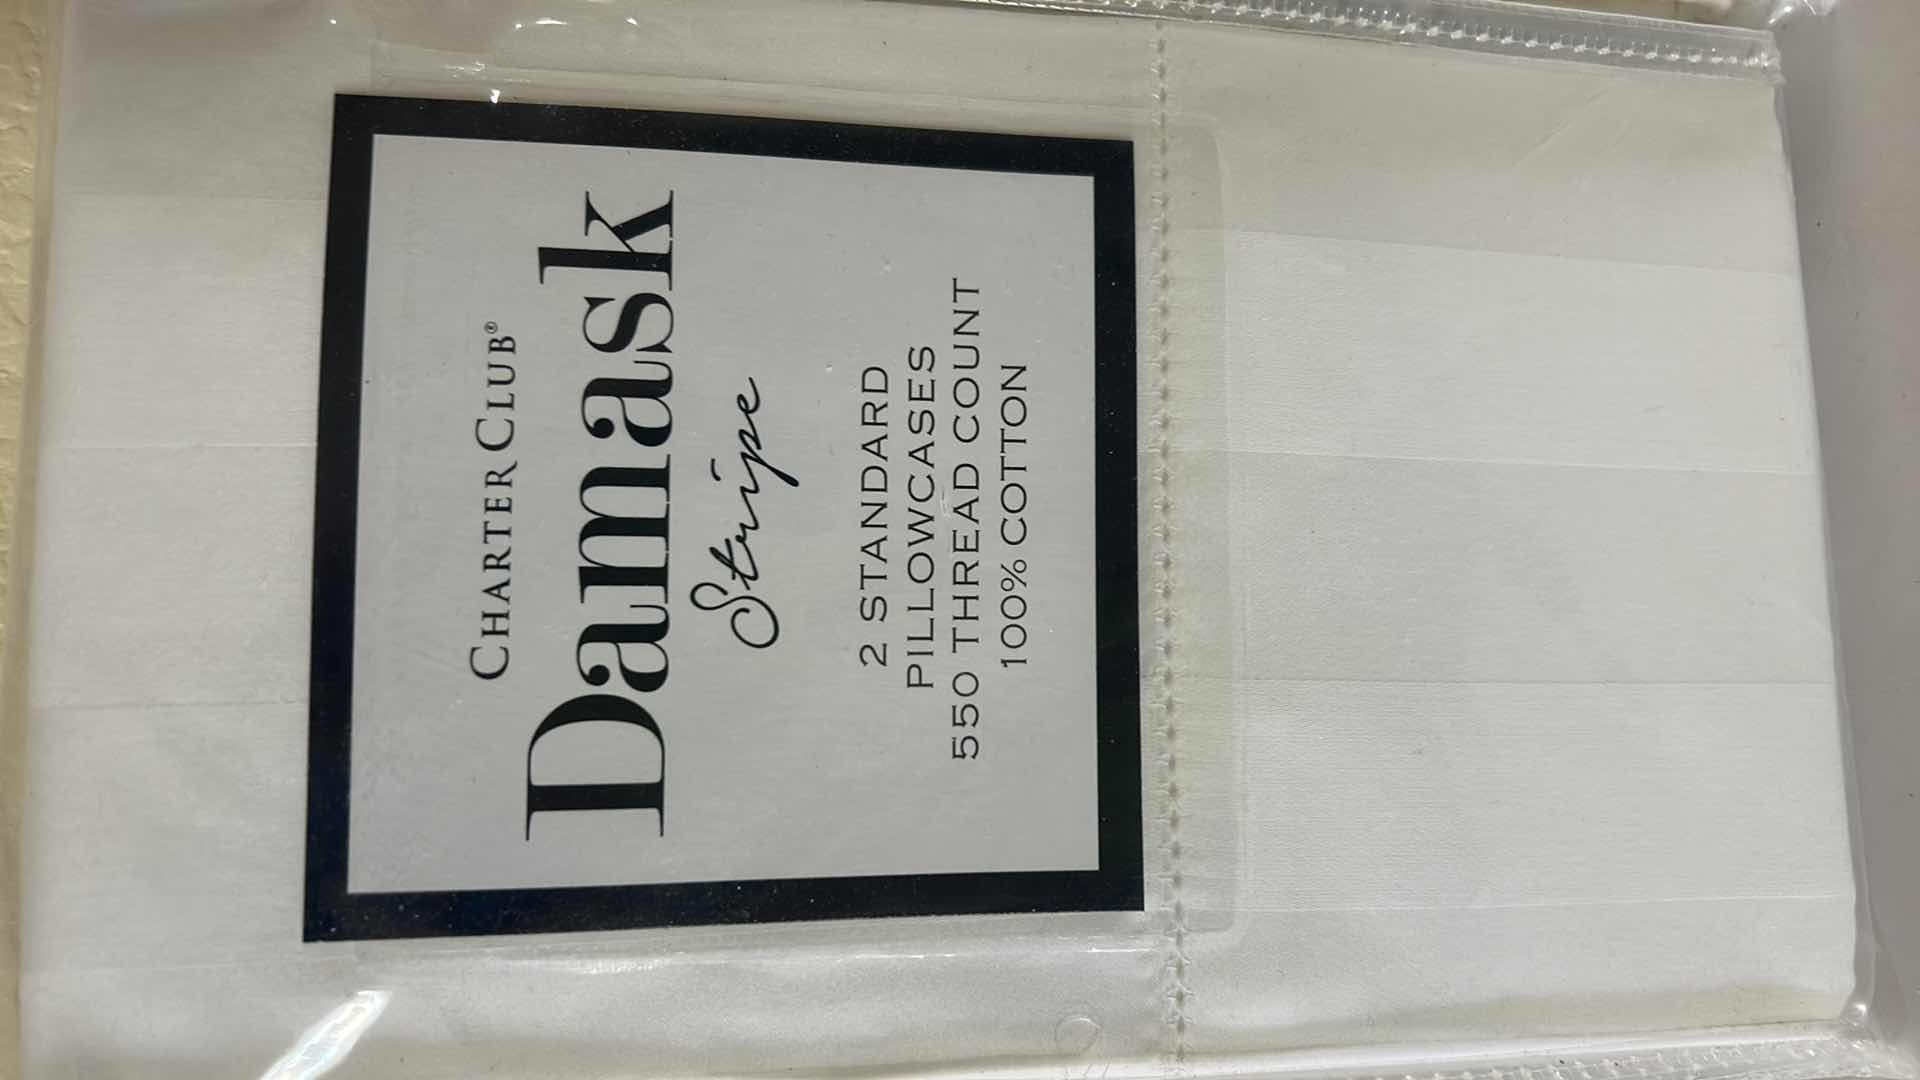 CHARTER CLUB®
Damask
Stripe
2 STANDARD
PILLOWCASES
550 THREAD COUNT
100% COTTON